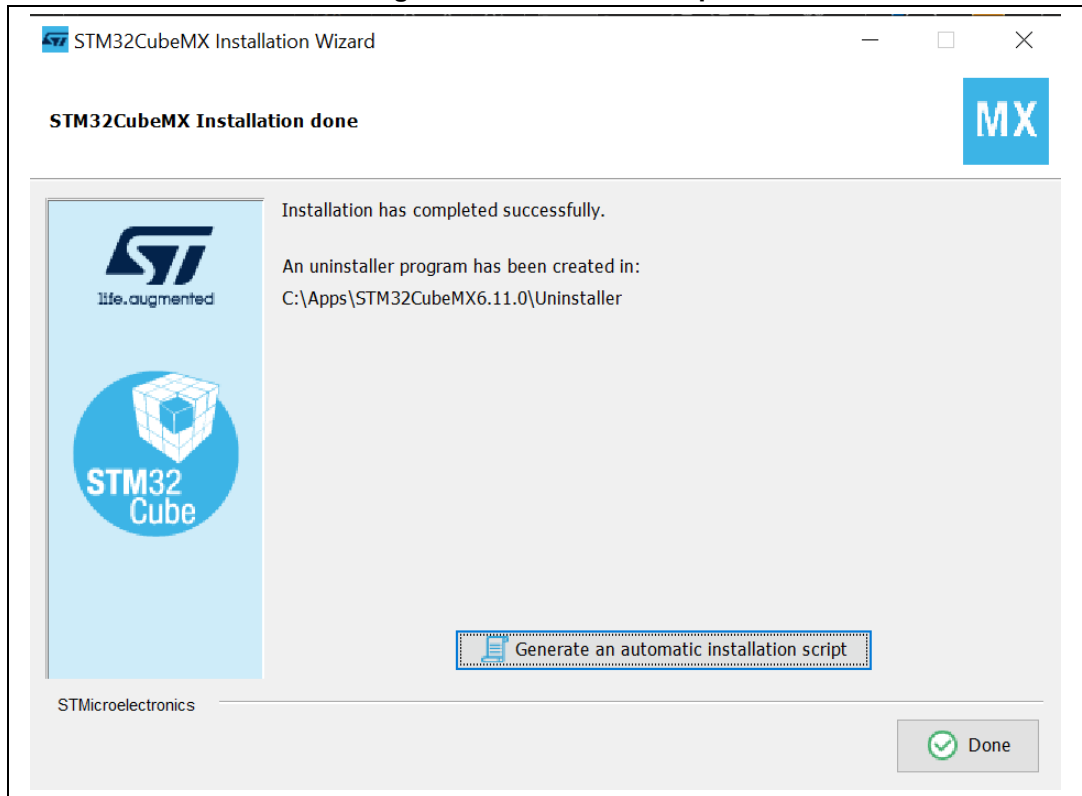 STM32CubeMX Installation Wizard
STM32CubeMX Installation done
MX
Installation has completed successfully.
An uninstaller program has been created in:
C:\Apps\STM32CubeMX6.11.0\Uninstaller
life.augmented
STM32
Cube
Generate an automatic installation script
STMicroelectronics
Done